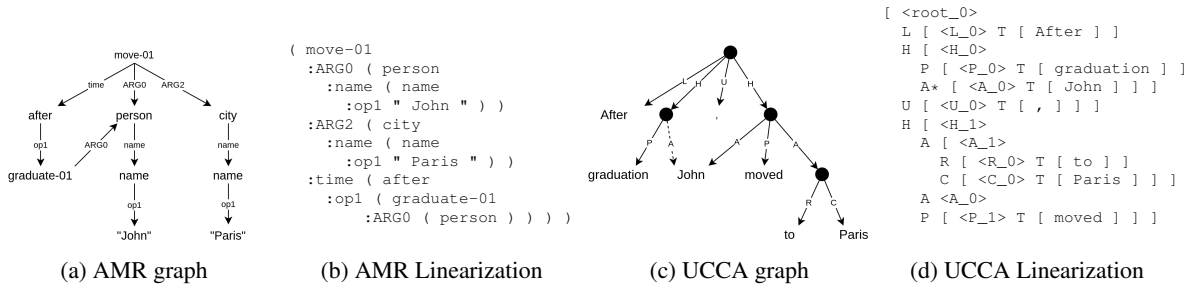 move-01
time ARG0 ARG2
after person city
op1 ARG0 name name
graduate-01 name name
op1 op1
"John" "Paris"
(a) AMR graph
( move-01
:ARG0 ( person
:name ( name
:op1 " John " ) )
:ARG2 ( city
:name ( name
:op1 " Paris " ) )
:time ( after
:op1 ( graduate-01
:ARG0 ( person ) ) ) )
(b) AMR Linearization
L H U H
After ,
P A A P A
graduation John moved
R C
to Paris
(c) UCCA graph
[ <root_0>
L [ <L_0> T [ After ] ]
H [ <H_0>
P [ <P_0> T [ graduation ] ]
A* [ <A_0> T [ John ] ] ]
U [ <U_0> T [ , ] ] ]
H [ <H_1>
A [ <A_1>
R [ <R_0> T [ to ] ]
C [ <C_0> T [ Paris ] ] ]
A <A_0>
P [ <P_1> T [ moved ] ] ]
(d) UCCA Linearization